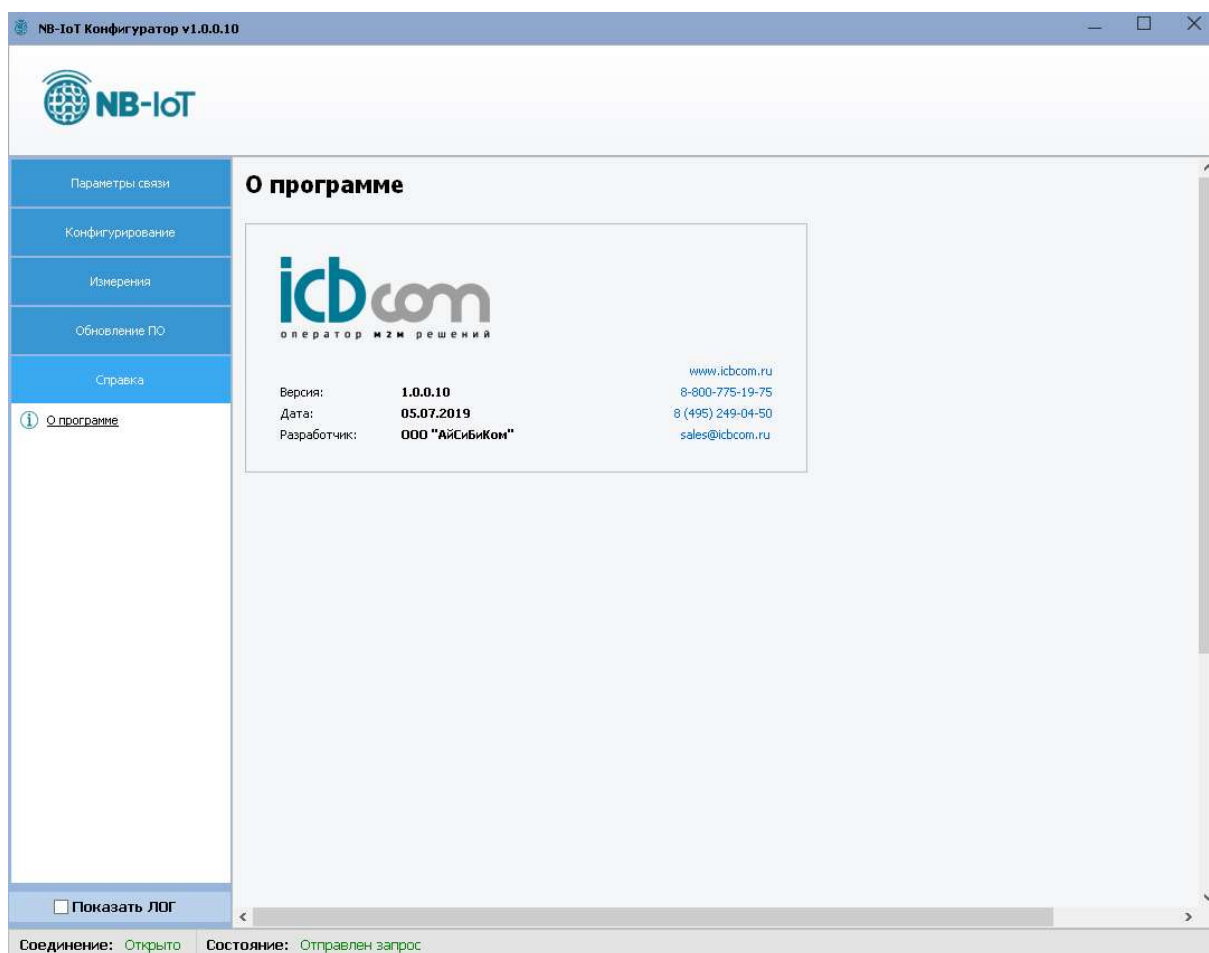 NB-IoT Конфигуратор v1.0.0.10
NB-IoT
Параметры связи
Конфигурирование
Измерения
Обновление ПО
Справка
О программе
О программе
icbcom
оператор м2м решений
www.icbcom.ru
Версия: 1.0.0.10 8-800-775-19-75
Дата: 05.07.2019 8 (495) 249-04-50
Разработчик: ООО "АйСиБиКом" sales@icbcom.ru
Показать ЛОГ
Соединение: Открыто Состояние: Отправлен запрос